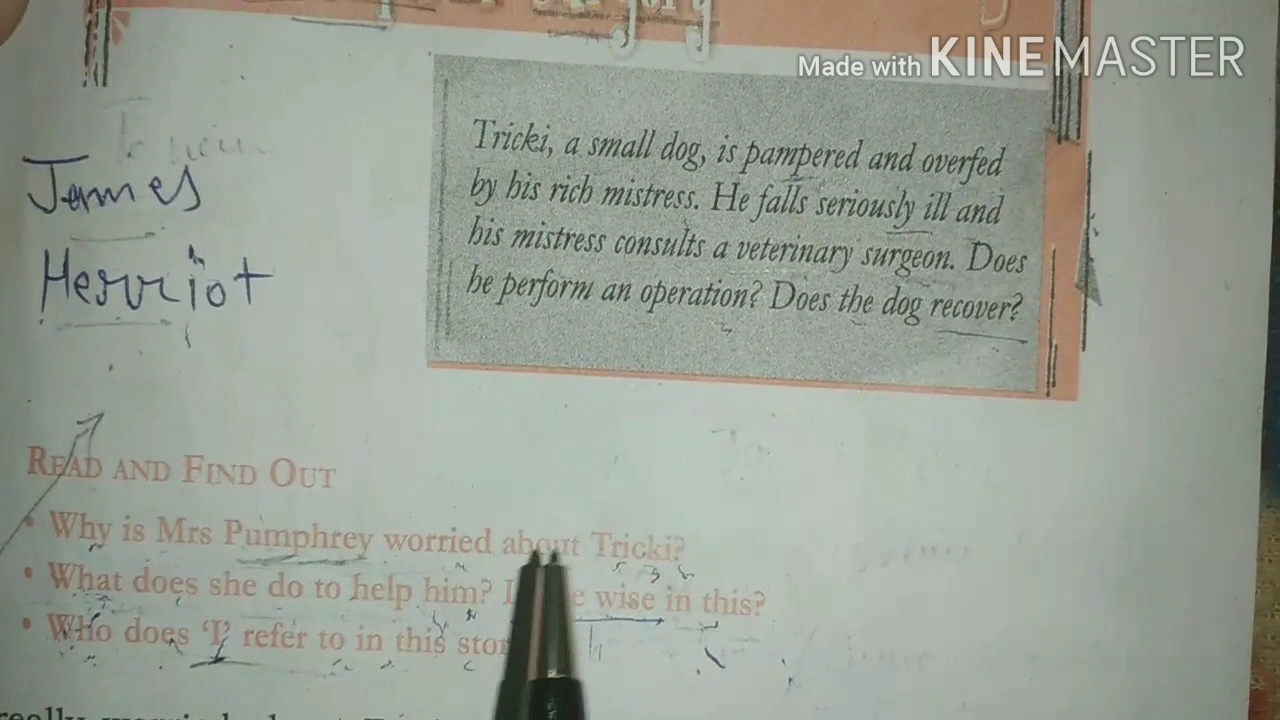 Made with KINEMASTER
Tricki, a small dog, is pampered and overfed
by his rich mistress. He falls seriously ill and
his mistress consults a veterinary surgeon. Does
he perform an operation? Does the dog recover?
James
Herriot
READ AND FIND OUT
• Why is Mrs Pumphrey worried about Tricki?
• What does she do to help him? wise in this?
• Who does ‘I’ refer to in this